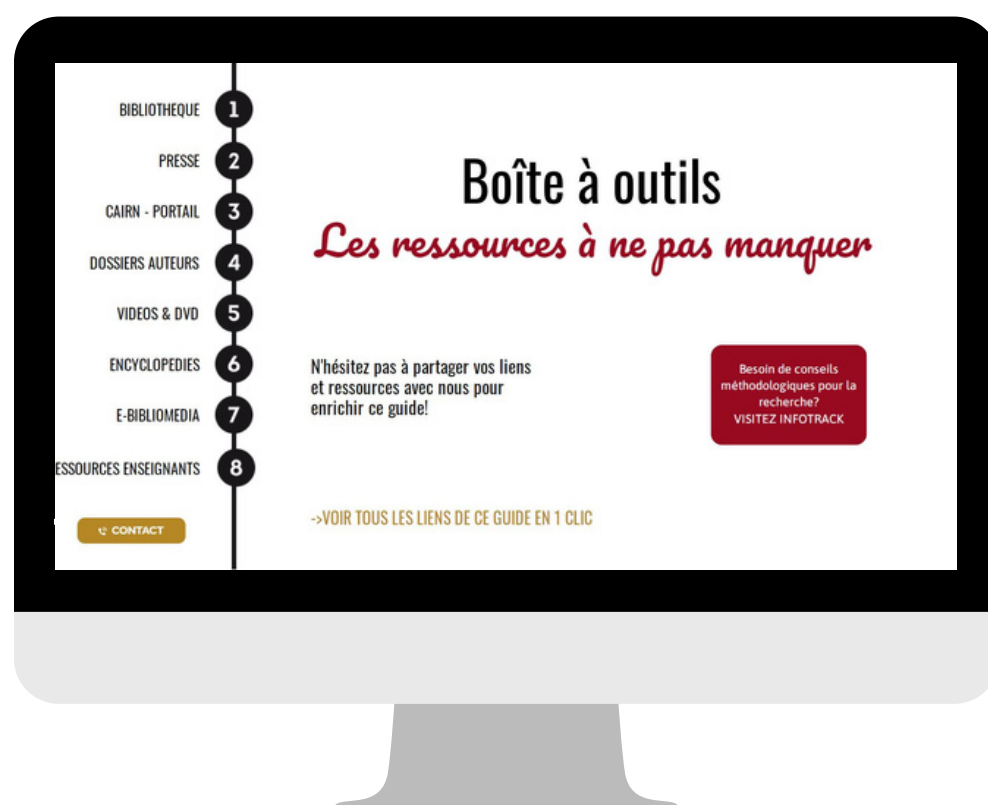 BIBLIOTHEQUE 1
PRESSE 2
CAIRN - PORTAIL 3
DOSSIERS AUTEURS 4
VIDEOS & DVD 5
ENCYCLOPEDIES 6
E-BIBLIOMEDIA 7
ESSOURCES ENSEIGNANTS 8
CONTACT
Boîte à outils
Les ressources à ne pas manquer
N'hésitez pas à partager vos liens
et ressources avec nous pour
enrichir ce guide!
Besoin de conseils
méthodologiques pour la
recherche?
VISITEZ INFOTRACK
->VOIR TOUS LES LIENS DE CE GUIDE EN 1 CLIC